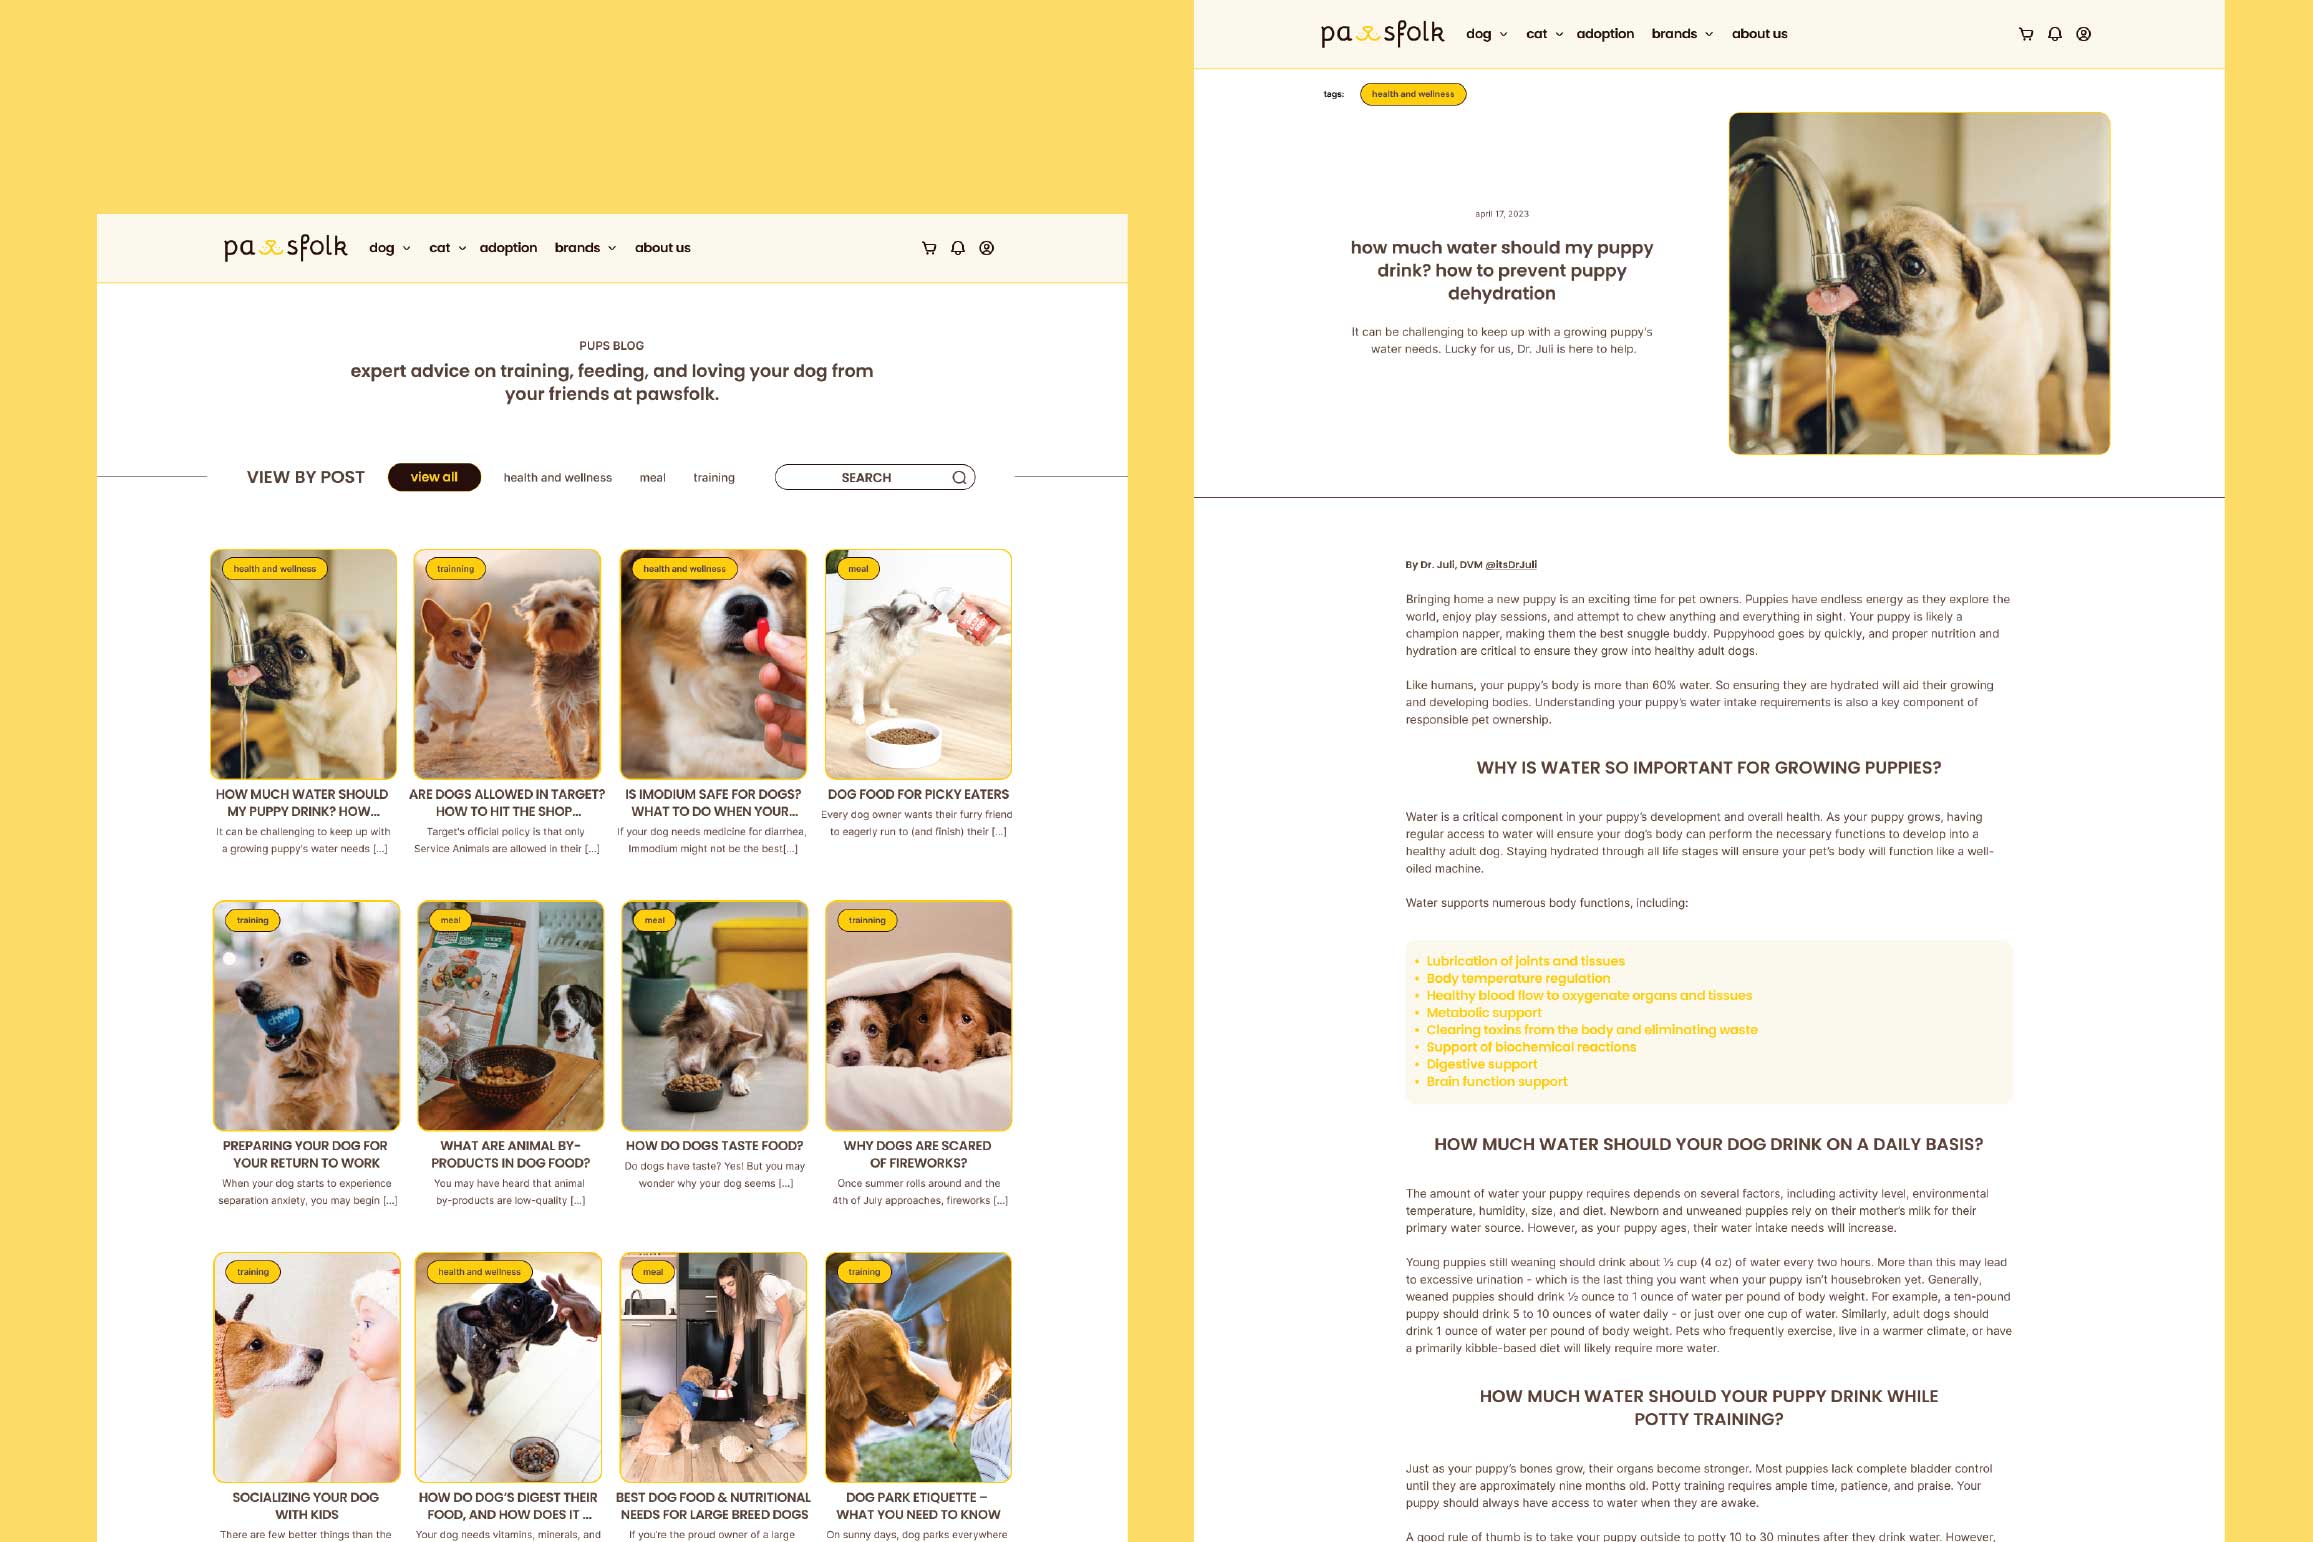 pawsfolk dog cat adoption brands about us
PUPS BLOG
expert advice on training, feeding, and loving your dog from
your friends at pawsfolk.
VIEW BY POST view all health and wellness meal training SEARCH
health and wellness
HOW MUCH WATER SHOULD
MY PUPPY DRINK? HOW...
It can be challenging to keep up with
a growing puppy's water needs [...]
trainning
ARE DOGS ALLOWED IN TARGET?
HOW TO HIT THE SHOP...
Target's official policy is that only
Service Animals are allowed in their [...]
health and wellness
IS IMODIUM SAFE FOR DOGS?
WHAT TO DO WHEN YOUR...
If your dog needs medicine for diarrhea,
Immodium might not be the best[...]
meal
DOG FOOD FOR PICKY EATERS
Every dog owner wants their furry friend
to eagerly run to (and finish) their [...]
training
chewy
PREPARING YOUR DOG FOR
YOUR RETURN TO WORK
When your dog starts to experience
separation anxiety, you may begin [...]
meal
WHAT ARE ANIMAL BY-
PRODUCTS IN DOG FOOD?
You may have heard that animal
by-products are low-quality [...]
meal
HOW DO DOGS TASTE FOOD?
Do dogs have taste? Yes! But you may
wonder why your dog seems [...]
trainning
WHY DOGS ARE SCARED
OF FIREWORKS?
Once summer rolls around and the
4th of July approaches, fireworks [...]
training
SOCIALIZING YOUR DOG
WITH KIDS
There are few better things than the
health and wellness
HOW DO DOG'S DIGEST THEIR
FOOD, AND HOW DOES IT ...
Your dog needs vitamins, minerals, and
meal
BEST DOG FOOD & NUTRITIONAL
NEEDS FOR LARGE BREED DOGS
If you're the proud owner of a large
training
DOG PARK ETIQUETTE –
WHAT YOU NEED TO KNOW
On sunny days, dog parks everywhere
pawsfolk dog cat adoption brands about us
tags: health and wellness
april 17, 2023
how much water should my puppy
drink? how to prevent puppy
dehydration
It can be challenging to keep up with a growing puppy's
water needs. Lucky for us, Dr. Juli is here to help.
By Dr. Juli, DVM @itsDrJuli
Bringing home a new puppy is an exciting time for pet owners. Puppies have endless energy as they explore the
world, enjoy play sessions, and attempt to chew anything and everything in sight. Your puppy is likely a
champion napper, making them the best snuggle buddy. Puppyhood goes by quickly, and proper nutrition and
hydration are critical to ensure they grow into healthy adult dogs.
Like humans, your puppy's body is more than 60% water. So ensuring they are hydrated will aid their growing
and developing bodies. Understanding your puppy's water intake requirements is also a key component of
responsible pet ownership.
WHY IS WATER SO IMPORTANT FOR GROWING PUPPIES?
Water is a critical component in your puppy's development and overall health. As your puppy grows, having
regular access to water will ensure your dog's body can perform the necessary functions to develop into a
healthy adult dog. Staying hydrated through all life stages will ensure your pet's body will function like a well-
oiled machine.
Water supports numerous body functions, including:
• Lubrication of joints and tissues
• Body temperature regulation
• Healthy blood flow to oxygenate organs and tissues
• Metabolic support
• Clearing toxins from the body and eliminating waste
• Support of biochemical reactions
• Digestive support
• Brain function support
HOW MUCH WATER SHOULD YOUR DOG DRINK ON A DAILY BASIS?
The amount of water your puppy requires depends on several factors, including activity level, environmental
temperature, humidity, size, and diet. Newborn and unweaned puppies rely on their mother's milk for their
primary water source. However, as your puppy ages, their water intake needs will increase.
Young puppies still weaning should drink about ½ cup (4 oz) of water every two hours. More than this may lead
to excessive urination - which is the last thing you want when your puppy isn't housebroken yet. Generally,
weaned puppies should drink ½ ounce to 1 ounce of water per pound of body weight. For example, a ten-pound
puppy should drink 5 to 10 ounces of water daily - or just over one cup of water. Similarly, adult dogs should
drink 1 ounce of water per pound of body weight. Pets who frequently exercise, live in a warmer climate, or have
a primarily kibble-based diet will likely require more water.
HOW MUCH WATER SHOULD YOUR PUPPY DRINK WHILE
POTTY TRAINING?
Just as your puppy's bones grow, their organs become stronger. Most puppies lack complete bladder control
until they are approximately nine months old. Potty training requires ample time, patience, and praise. Your
puppy should always have access to water when they are awake.
A good rule of thumb is to take your puppy outside to potty 10 to 30 minutes after they drink water. However,